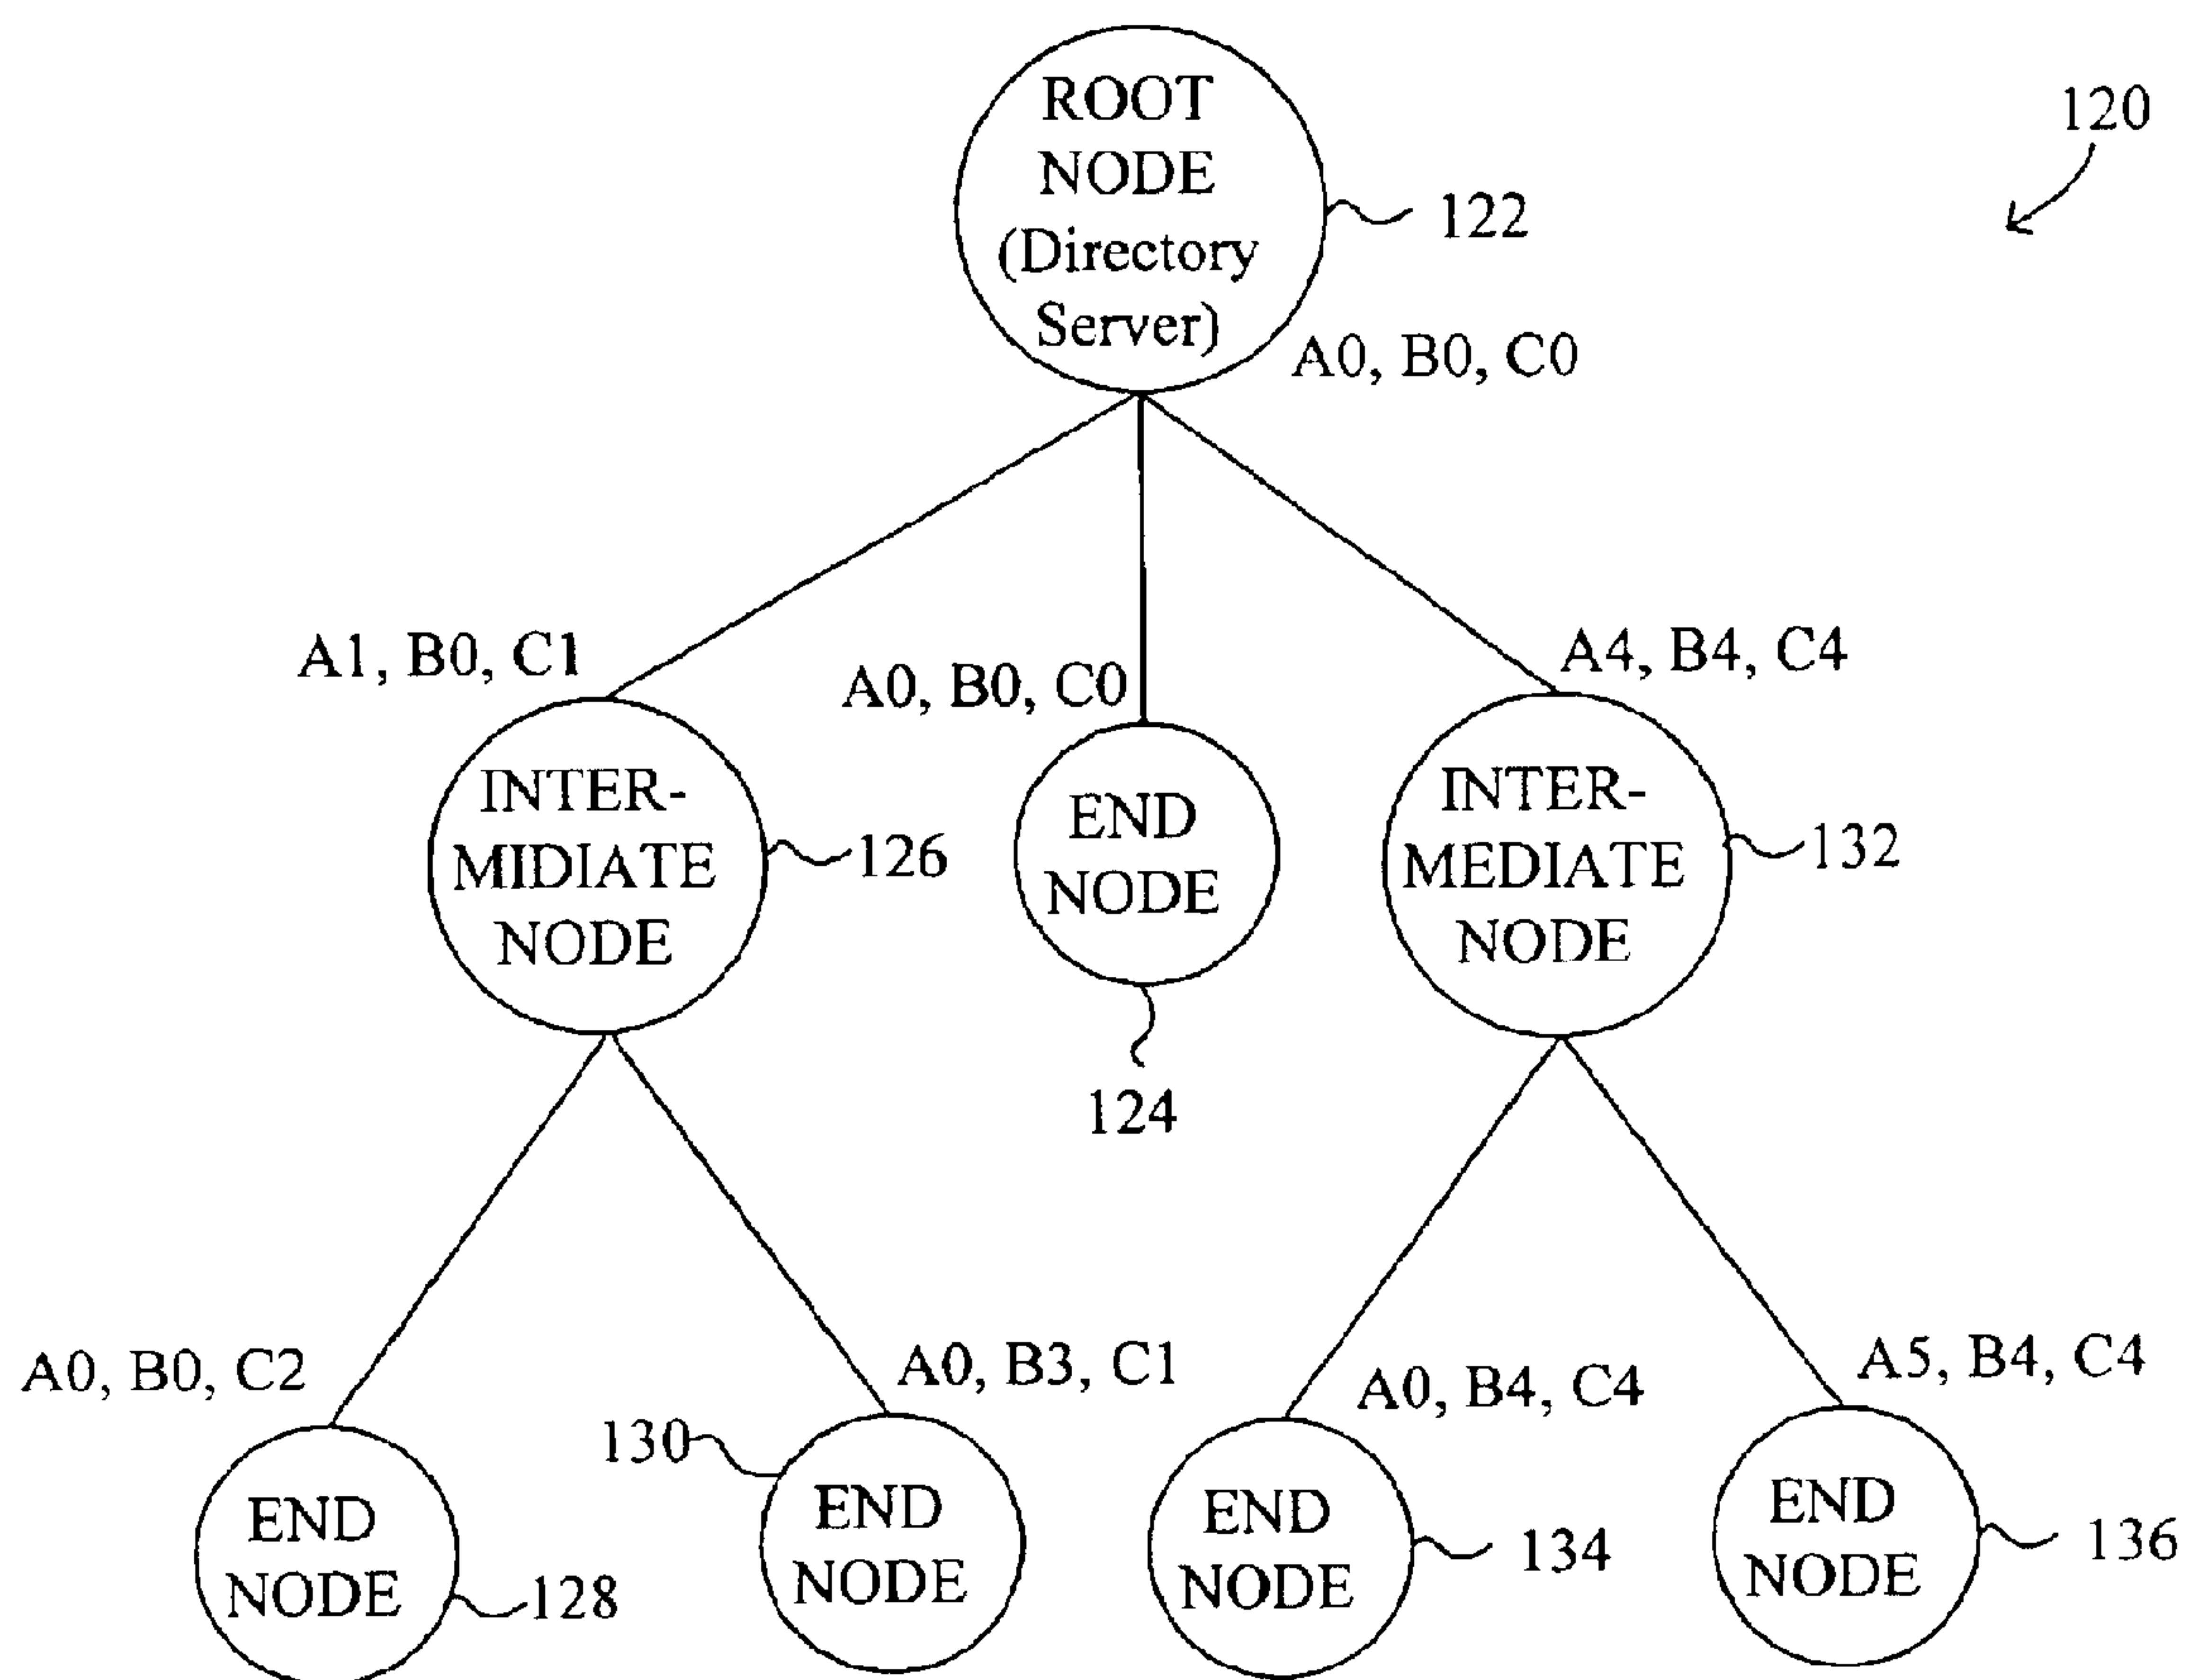 ROOT
NODE
(Directory
Server)
120
122
A0, B0, C0
A1, B0, C1
A0, B0, C0
A4, B4, C4
INTER-
MIDIATE
NODE
126
END
NODE
124
INTER-
MEDIATE
NODE
132
A0, B0, C2
A0, B3, C1
A0, B4, C4
A5, B4, C4
END
NODE
128
130
END
NODE
END
NODE
134
END
NODE
136